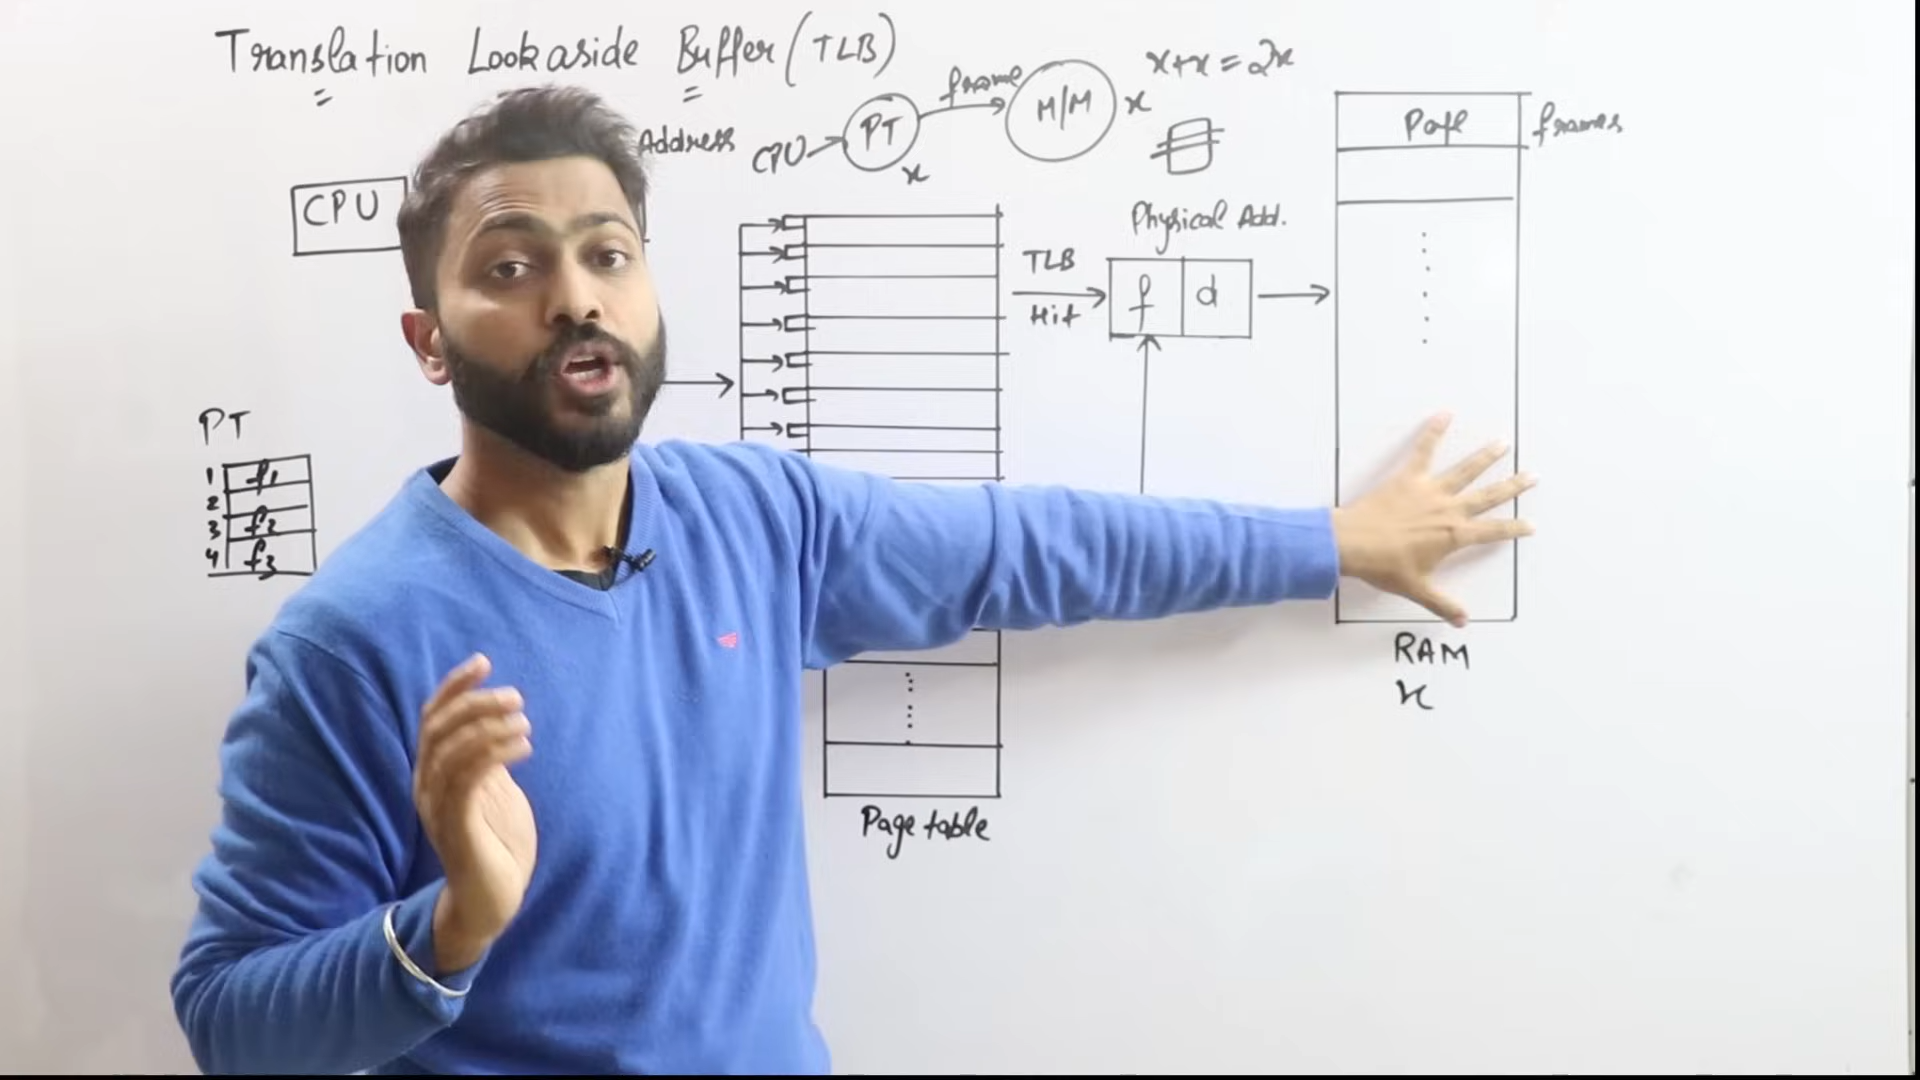 Translation Lookaside Buffer (TLB)
x+x = 2x
frame
M/M x
PT
x
CPU
Address
Page
frames
CPU
Physical Add.
TLB
Hit
f d
PT
1 f1
2
3 f2
4 f3
RAM
x
Page table